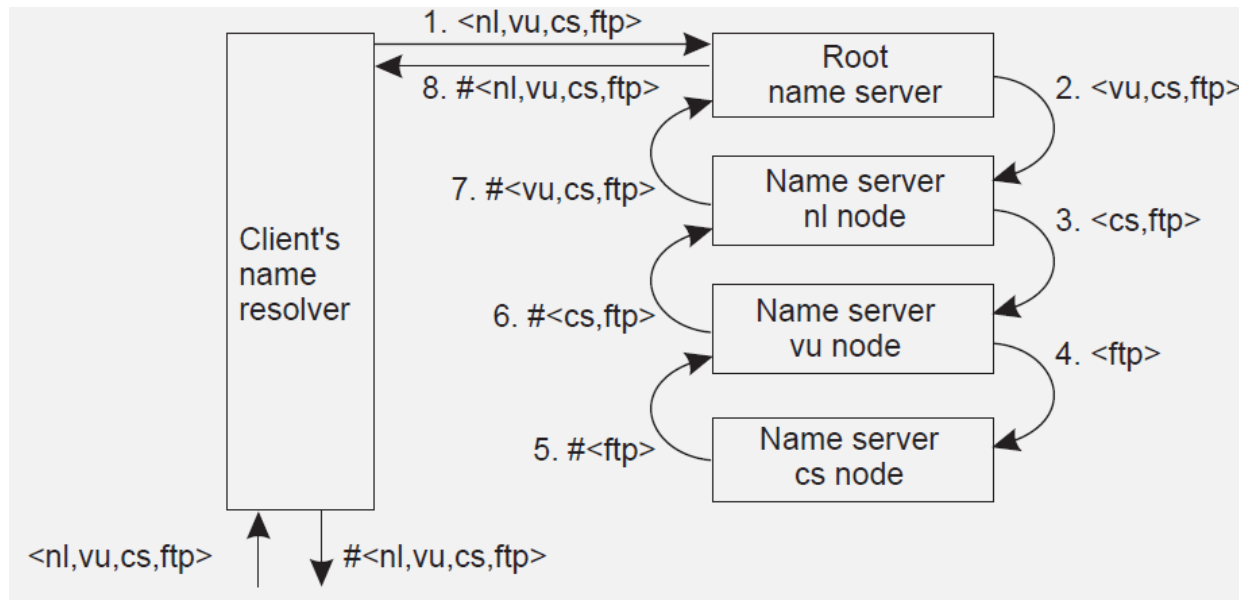 1. <nl,vu,cs,ftp>
8. #<nl,vu,cs,ftp>
Root
name server
2. <vu,cs,ftp>
7. #<vu,cs,ftp>
Name server
nl node
3. <cs,ftp>
Client's
name
resolver
6. #<cs,ftp>
Name server
vu node
4. <ftp>
5. #<ftp>
Name server
cs node
<nl,vu,cs,ftp>
#<nl,vu,cs,ftp>